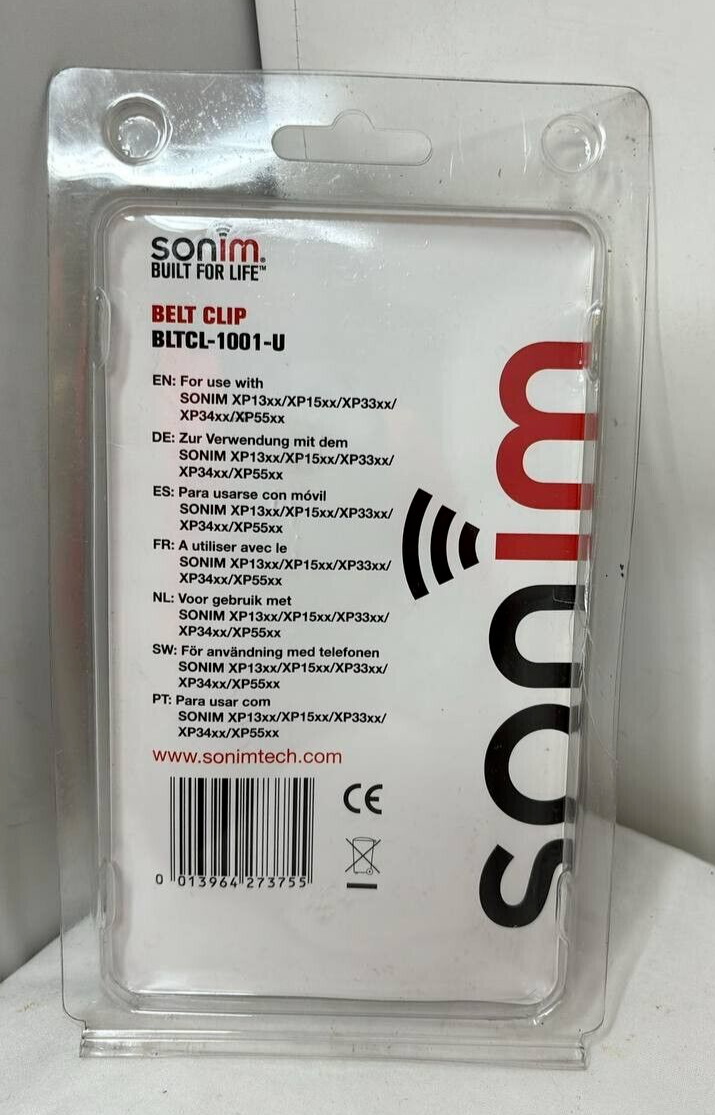 sonim.
BUILT FOR LIFE™
BELT CLIP
BLTCL-1001-U
EN: For use with
SONIM XP13xx/XP15xx/XP33xx/
XP34xx/XP55xx
DE: Zur Verwendung mit dem
SONIM XP13xx/XP15xx/XP33xx/
XP34xx/XP55xx
ES: Para usarse con móvil
SONIM XP13xx/XP15xx/XP33xx/
XP34xx/XP55xx
FR: A utiliser avec le
SONIM XP13xx/XP15xx/XP33xx/
XP34xx/XP55xx
NL: Voor gebruik met
SONIM XP13xx/XP15xx/XP33xx/
XP34xx/XP55xx
SW: För användning med telefonen
SONIM XP13xx/XP15xx/XP33xx/
XP34xx/XP55xx
PT: Para usar com
SONIM XP13xx/XP15xx/XP33xx/
XP34xx/XP55xx
www.sonimtech.com
CE
0 013964 273755
sonim